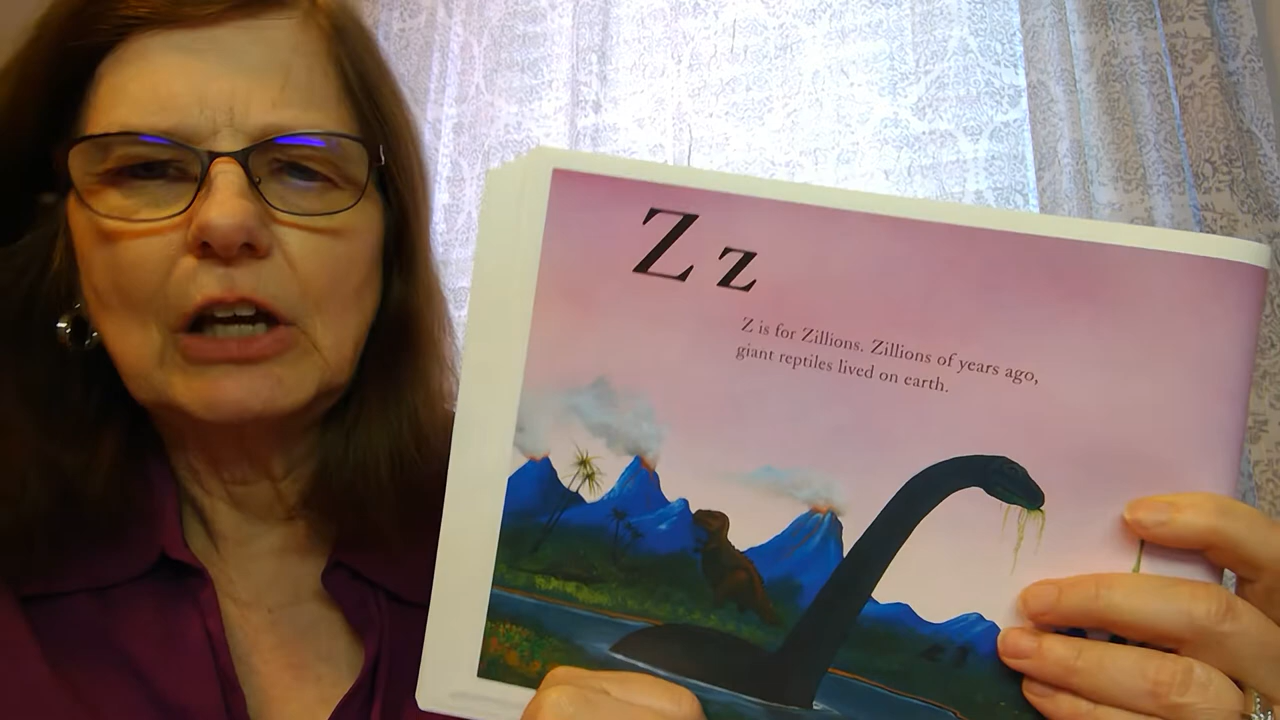 Z z
Z is for Zillions. Zillions of years ago,
giant reptiles lived on earth.